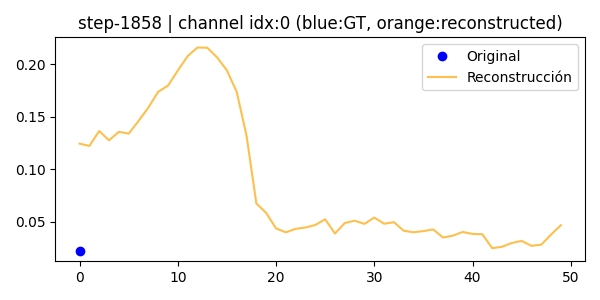 step-1858 | channel idx:0 (blue:GT, orange:reconstructed)
Original
Reconstrucción
0.20
0.15
0.10
0.05
0 10 20 30 40 50